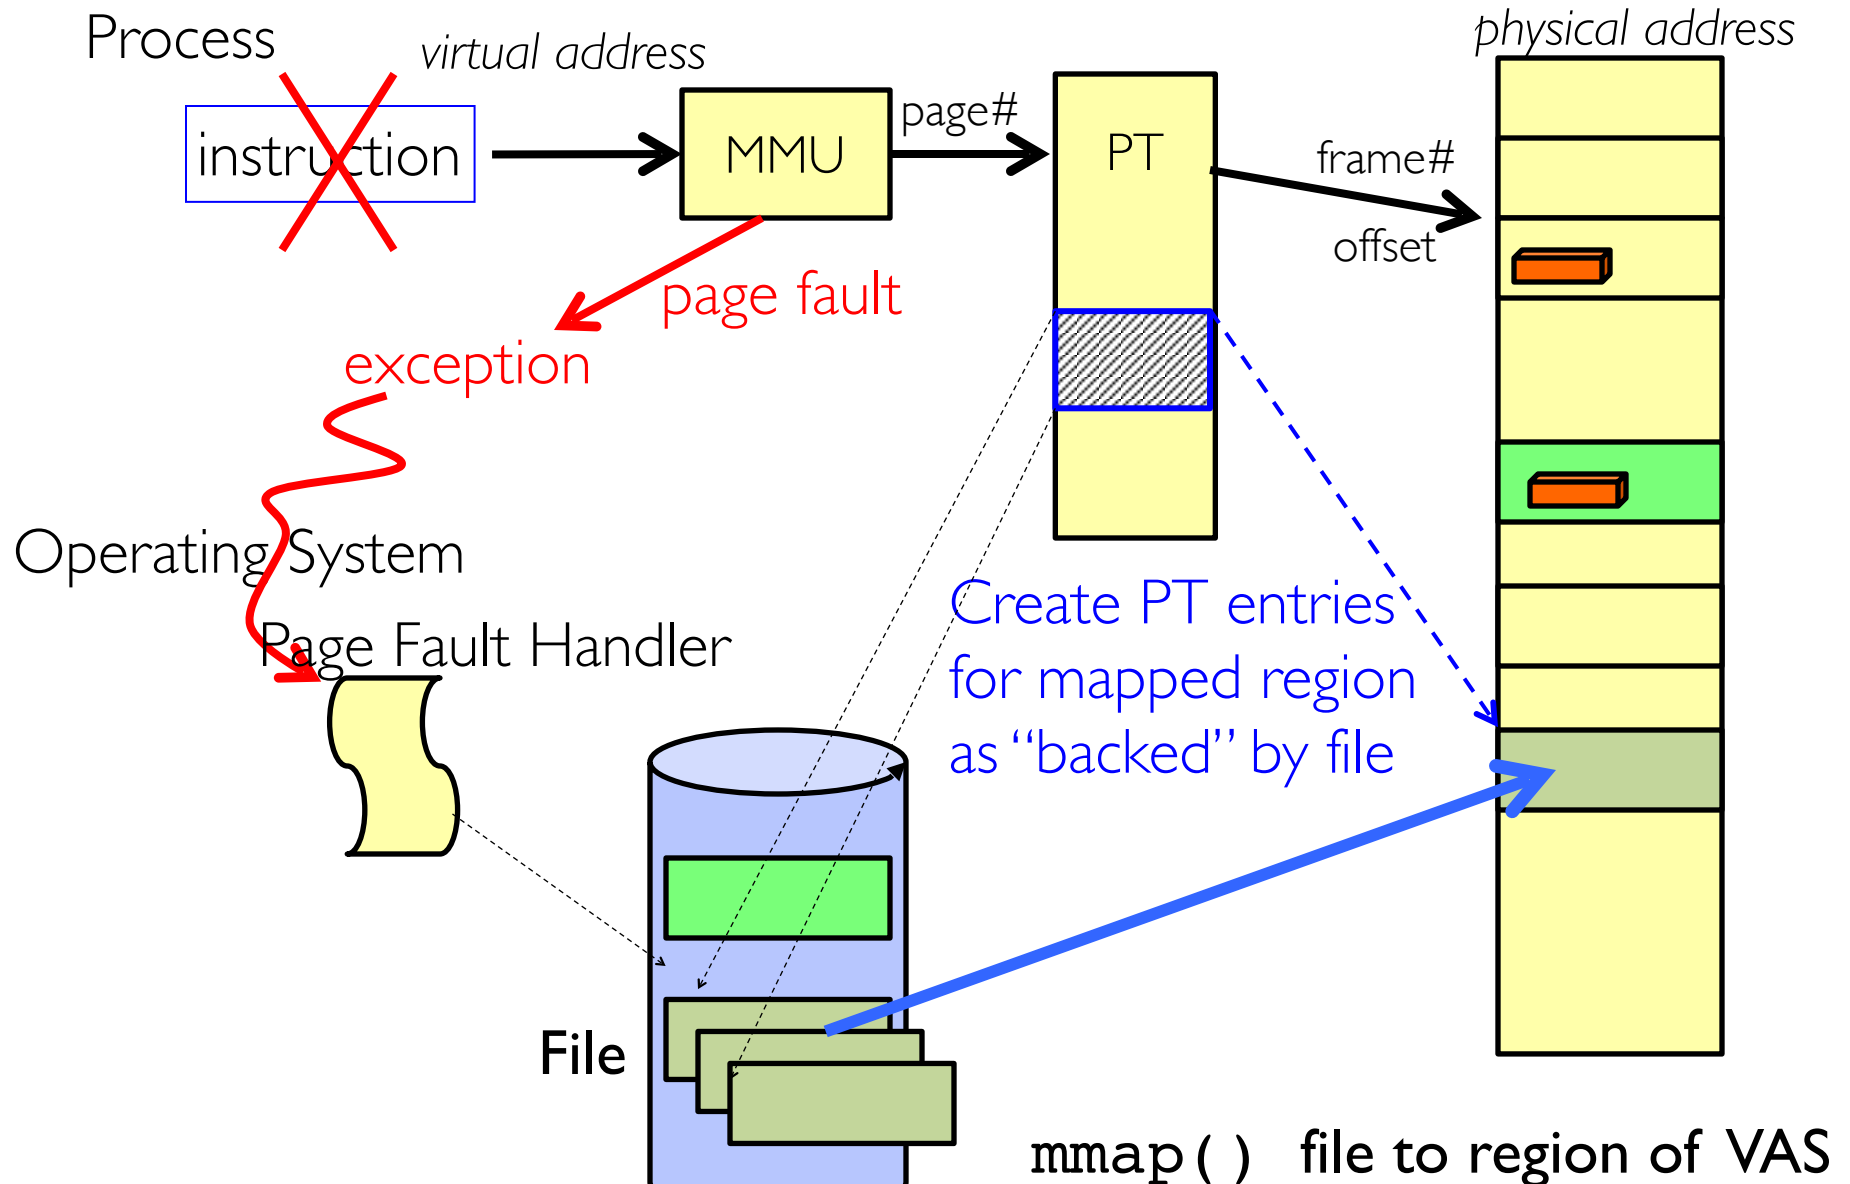 Process
virtual address
physical address
instruction
MMU
page#
PT
frame#
offset
page fault
exception
Operating System
Page Fault Handler
Create PT entries
for mapped region
as “backed” by file
File
mmap() file to region of VAS